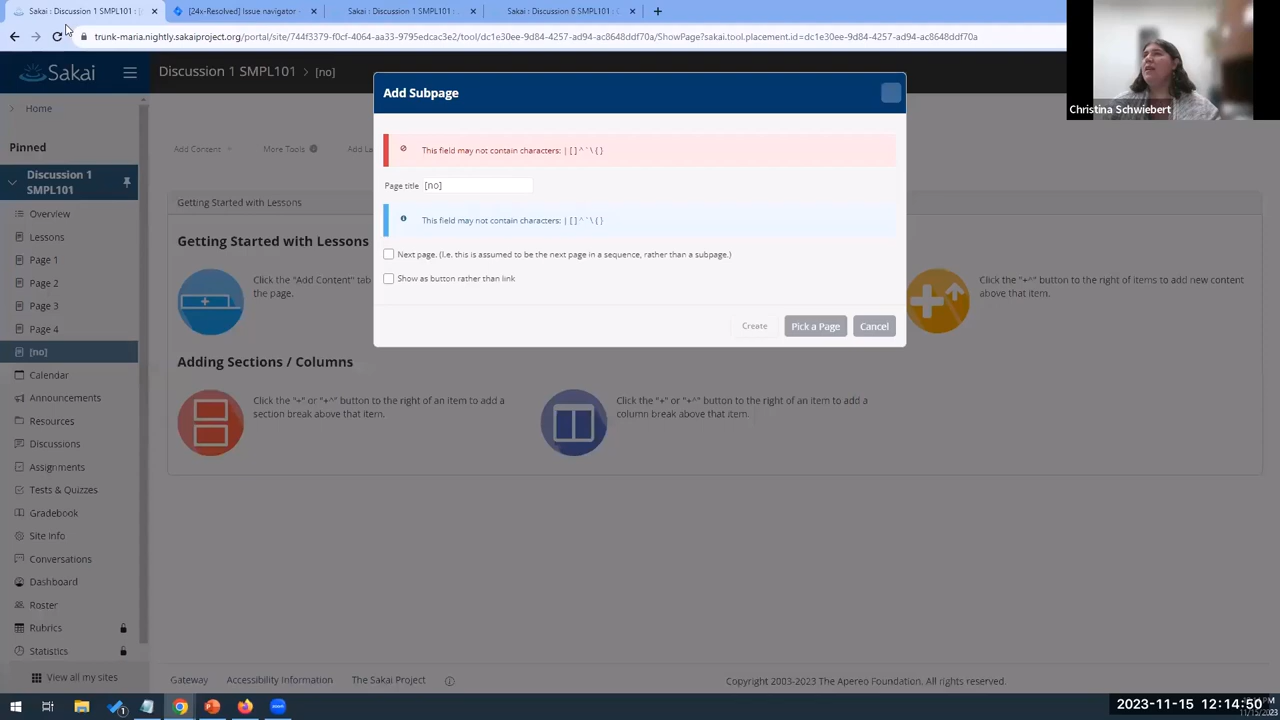 Sakai : Discussion 1 SMPL101 :
[24x-Resolved] Issue navigator -
Sakai : Discussion 1 SMPL101 :
Sakai : Discussion 6 SMPL101 :
trunk-maria.nightly.sakaiproject.org/portal/site/744f3379-f0cf-4064-aa33-9795edcac3e2/tool/dc1e30ee-9d84-4257-ad94-ac8648ddf70a/ShowPage?sakai.tool.placement.id=dc1e30ee-9d84-4257-ad94-ac8648ddf70a
Christina Schwiebert
Sakai
Discussion 1 SMPL101 > [no]
Home
Pinned
Discussion 1
SMPL101
Overview
Lessons
Page 1
Page 2
Page 3
Page 4
[no]
Calendar
Announcements
Resources
Discussions
Assignments
Tests & Quizzes
Gradebook
Site Info
Conversations
Dashboard
Roster
Rubrics
Statistics
View all my sites
Add Content
More Tools
Add La
Add Subpage
This field may not contain characters: | [ ] ^ ` \ { }
Page title [no]
This field may not contain characters: | [ ] ^ ` \ { }
Next page. (I.e. this is assumed to be the next page in a sequence, rather than a subpage.)
Show as button rather than link
Create
Pick a Page
Cancel
Getting Started with Lessons
Getting Started with Lessons
Click the "Add Content" tab
the page.
Click the "+^" button to the right of items to add new content
above that item.
Adding Sections / Columns
Click the "+" or "+^" button to the right of an item to add a
section break above that item.
Click the "+" or "+^" button to the right of an item to add a
column break above that item.
Gateway
Accessibility Information
The Sakai Project
Copyright 2003-2023 The Apereo Foundation. All rights reserved.
2023-11-15 12:14:50